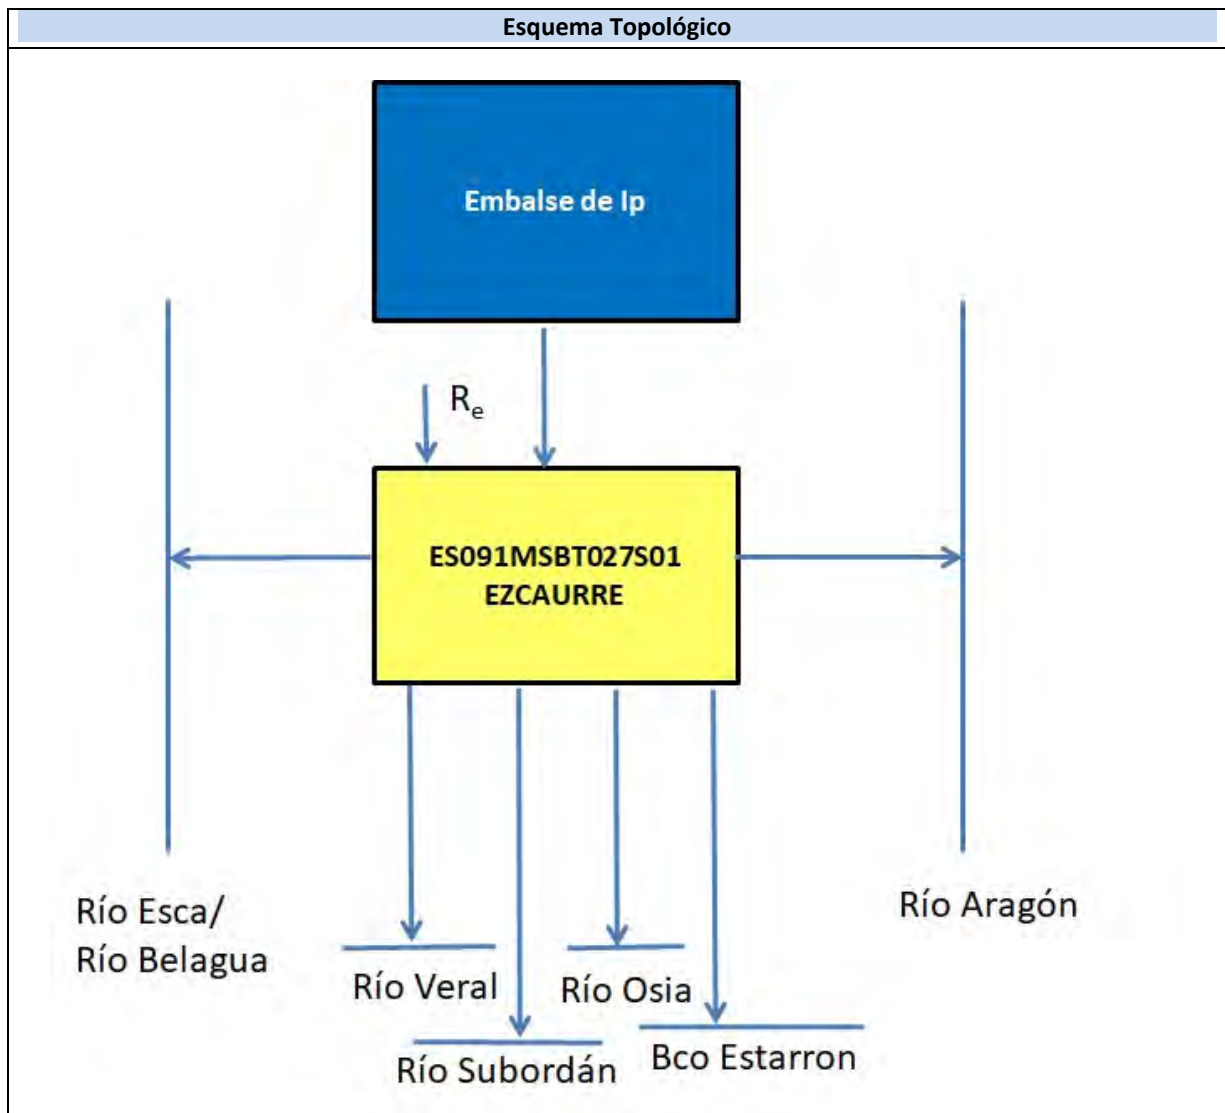 Esquema Topológico
Embalse de Ip
Re
ES091MSBT027S01
EZCAURRE
Río Esca/
Río Belagua
Río Aragón
Río Veral
Río Osia
Río Subordán
Bco Estarron